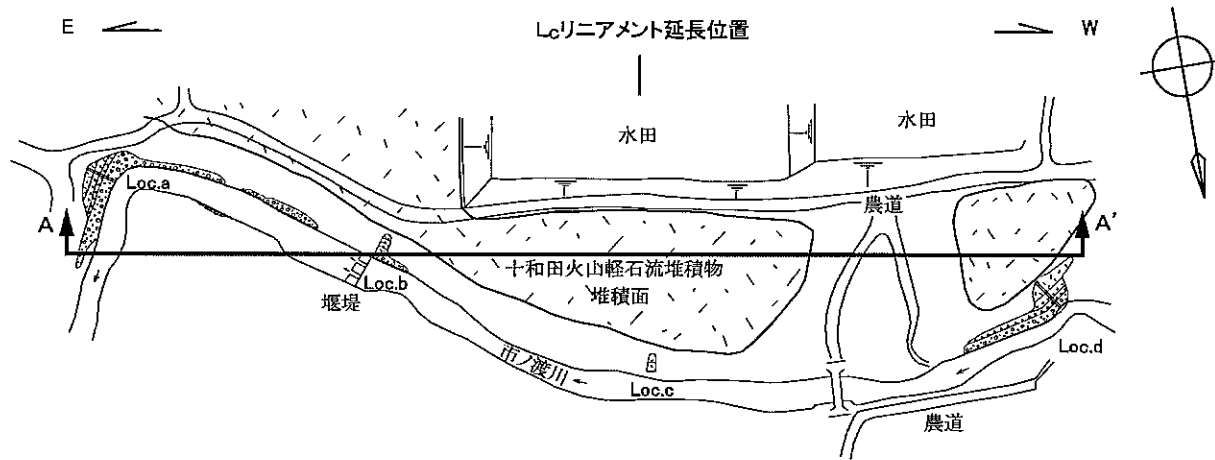 E
LCリニアメント延長位置
W
水田
水田
Loc.a
農道
A
A'
十和田火山軽石流堆積物
堆積面
Loc.b
堰堤
市ノ渡川
Loc.c
Loc.d
農道